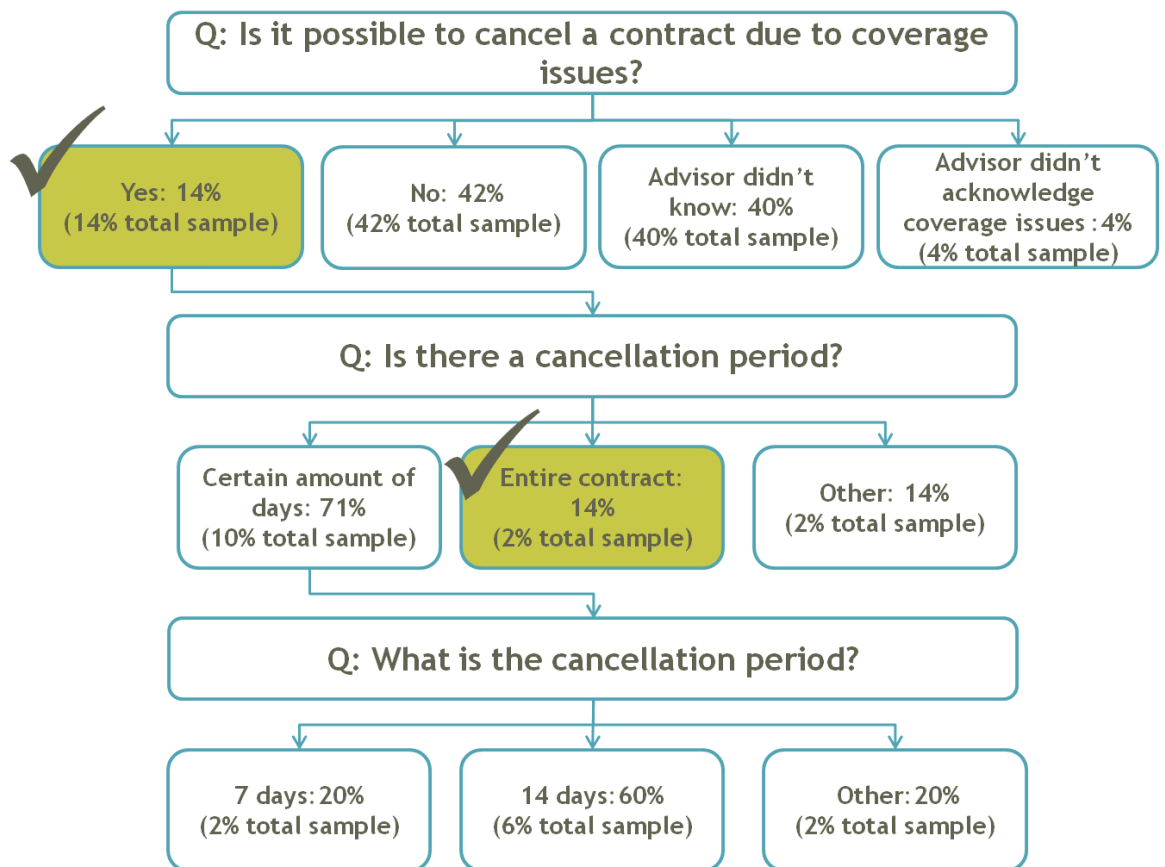 Q: Is it possible to cancel a contract due to coverage
issues?
Yes: 14%
(14% total sample)
No: 42%
(42% total sample)
Advisor didn’t
know: 40%
(40% total sample)
Advisor didn’t
acknowledge
coverage issues : 4%
(4% total sample)
Q: Is there a cancellation period?
Certain amount of
days: 71%
(10% total sample)
Entire contract:
14%
(2% total sample)
Other: 14%
(2% total sample)
Q: What is the cancellation period?
7 days: 20%
(2% total sample)
14 days: 60%
(6% total sample)
Other: 20%
(2% total sample)